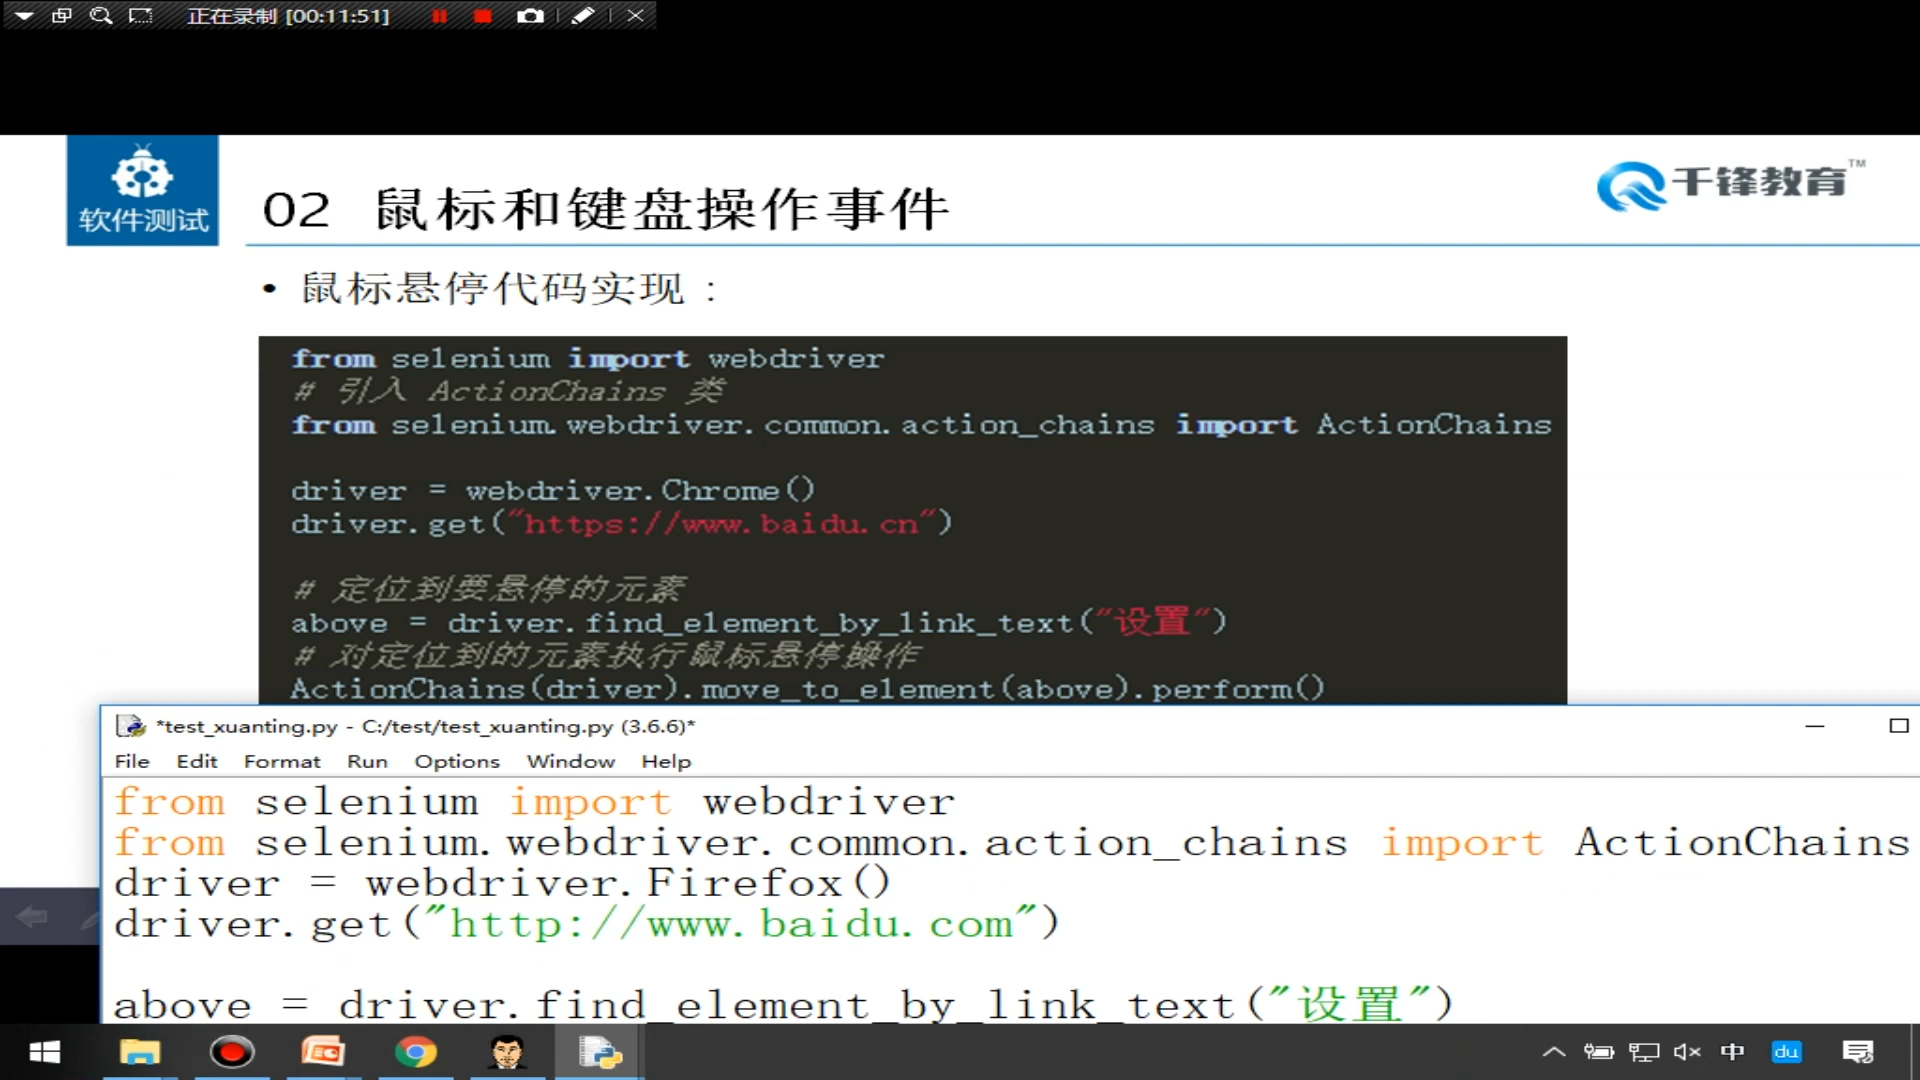 正在录制 [00:11:51]
软件测试
02 鼠标和键盘操作事件
千锋教育™
• 鼠标悬停代码实现：
from selenium import webdriver
# 引入 ActionChains 类
from selenium.webdriver.common.action_chains import ActionChains
driver = webdriver.Chrome()
driver.get("https://www.baidu.cn")
# 定位到要悬停的元素
above = driver.find_element_by_link_text("设置")
# 对定位到的元素执行鼠标悬停操作
ActionChains(driver).move_to_element(above).perform()
*test_xuanting.py - C:/test/test_xuanting.py (3.6.6)*
File Edit Format Run Options Window Help
from selenium import webdriver
from selenium.webdriver.common.action_chains import ActionChains
driver = webdriver.Firefox()
driver.get("http://www.baidu.com")
above = driver.find_element_by_link_text("设置")
中
du